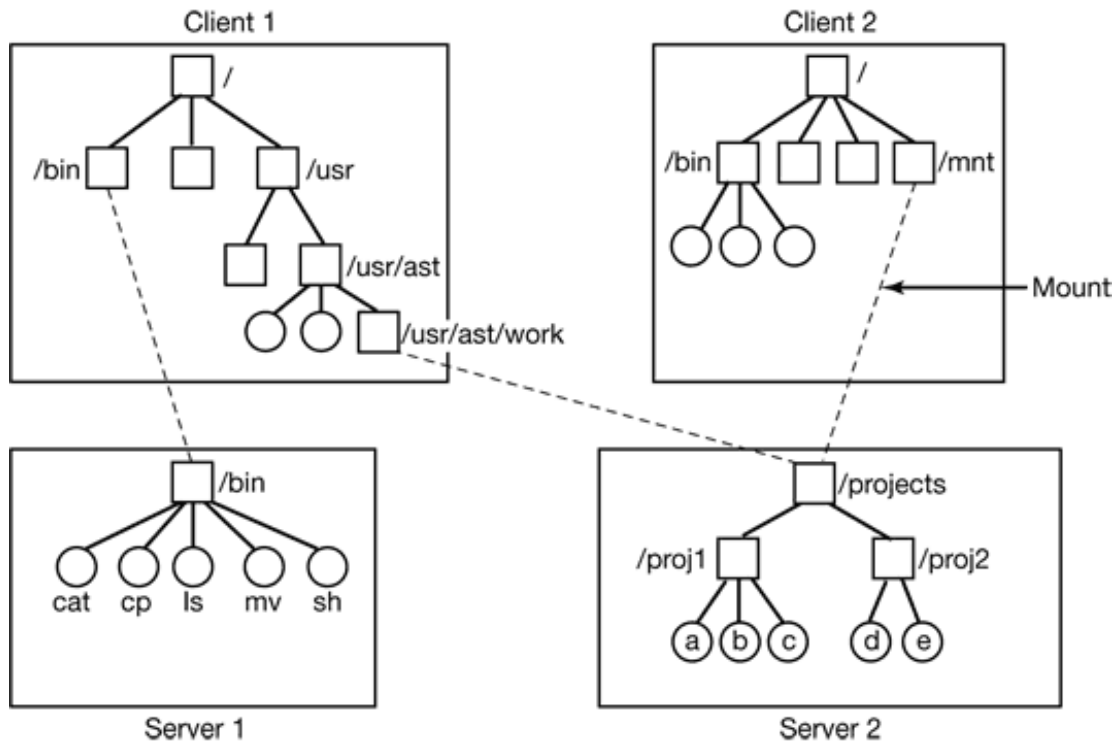 Client 1
Client 2
/
/
/bin
/usr
/bin
/mnt
/usr/ast
Mount
/usr/ast/work
/bin
/projects
/proj1
/proj2
cat cp ls mv sh
a b c d e
Server 1
Server 2